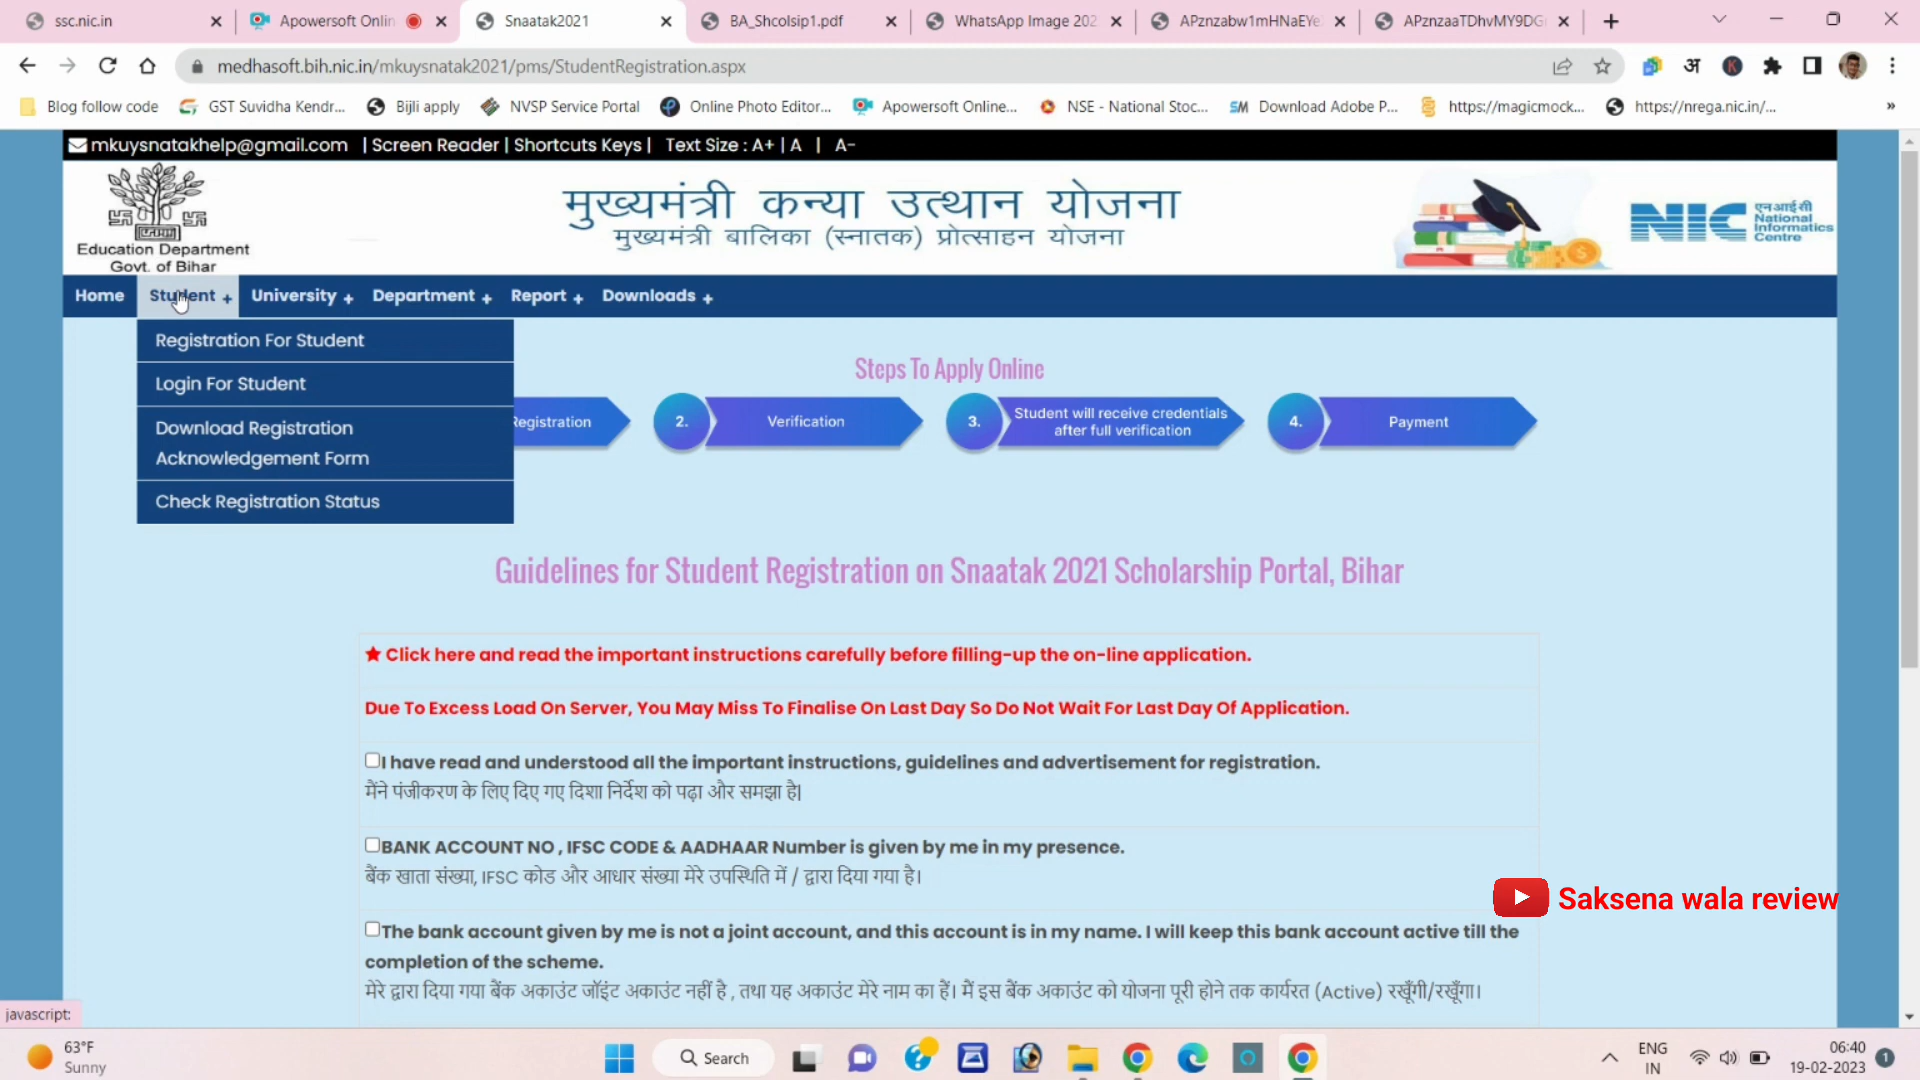 ssc.nic.in
Apowersoft Onlin
Snaatak2021
BA_Shcolsip1.pdf
WhatsApp Image 202
APznzabw1mHNaEYe
APznzaaTDhvMY9DG
medhasoft.bih.nic.in/mkuysnatak2021/pms/StudentRegistration.aspx
Blog follow code
GST Suvidha Kendr...
Bijli apply
NVSP Service Portal
Online Photo Editor...
Apowersoft Online...
NSE - National Stoc...
Download Adobe P...
https://magicmock...
https://nrega.nic.in/...
mkuysnatakhelp@gmail.com | Screen Reader | Shortcuts Keys | Text Size : A+ | A | A-
मुख्यमंत्री कन्या उत्थान योजना
मुख्यमंत्री बालिका (स्नातक) प्रोत्साहन योजना
Education Department
Govt. of Bihar
NIC
एनआईसी
National
Informatics
Centre
Home Student + University + Department + Report + Downloads +
Registration For Student
Login For Student
Download Registration
Acknowledgement Form
Check Registration Status
Steps To Apply Online
Registration
2. Verification
3. Student will receive credentials
after full verification
4. Payment
Guidelines for Student Registration on Snaatak 2021 Scholarship Portal, Bihar
★ Click here and read the important instructions carefully before filling-up the on-line application.
Due To Excess Load On Server, You May Miss To Finalise On Last Day So Do Not Wait For Last Day Of Application.
I have read and understood all the important instructions, guidelines and advertisement for registration.
मैंने पंजीकरण के लिए दिए गए दिशा निर्देश को पढ़ा और समझा है|
BANK ACCOUNT NO , IFSC CODE & AADHAAR Number is given by me in my presence.
बैंक खाता संख्या, IFSC कोड और आधार संख्या मेरे उपस्थिति में / द्वारा दिया गया है।
Saksena wala review
The bank account given by me is not a joint account, and this account is in my name. I will keep this bank account active till the
completion of the scheme.
मेरे द्वारा दिया गया बैंक अकाउंट जॉइंट अकाउंट नहीं है , तथा यह अकाउंट मेरे नाम का हैं। मैं इस बैंक अकाउंट को योजना पूरी होने तक कार्यरत (Active) रखूँगी/रखूँगा।
javascript:
63°F
Sunny
Search
ENG
IN
06:40
19-02-2023
1